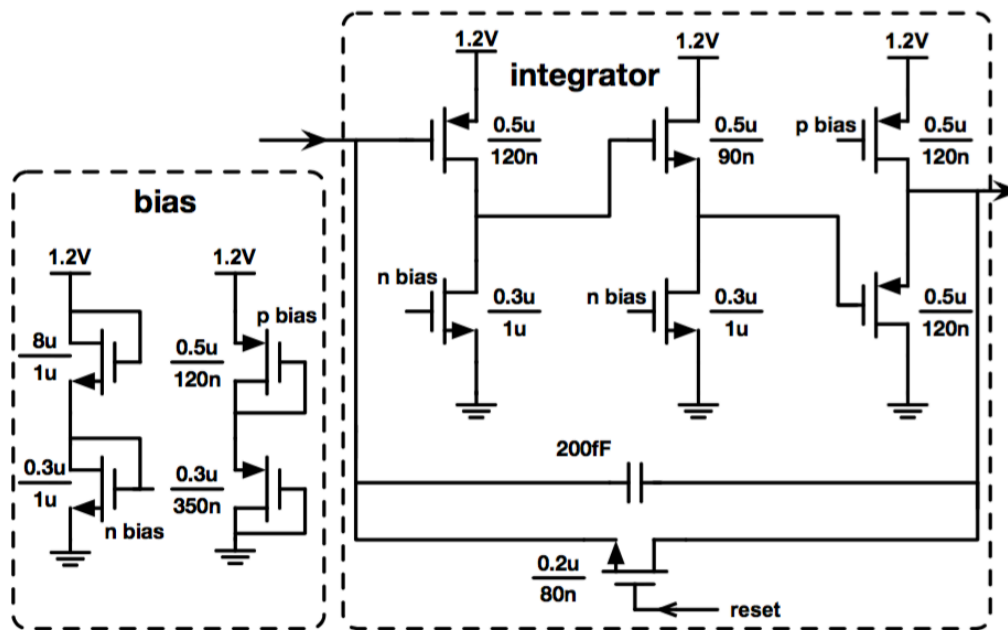 1.2V
1.2V
1.2V
integrator
0.5u
120n
0.5u
90n
p bias
0.5u
120n
bias
1.2V
1.2V
n bias
0.3u
1u
n bias
0.3u
1u
0.5u
120n
p bias
8u
1u
0.5u
120n
200fF
0.3u
1u
n bias
0.3u
350n
0.2u
80n
reset